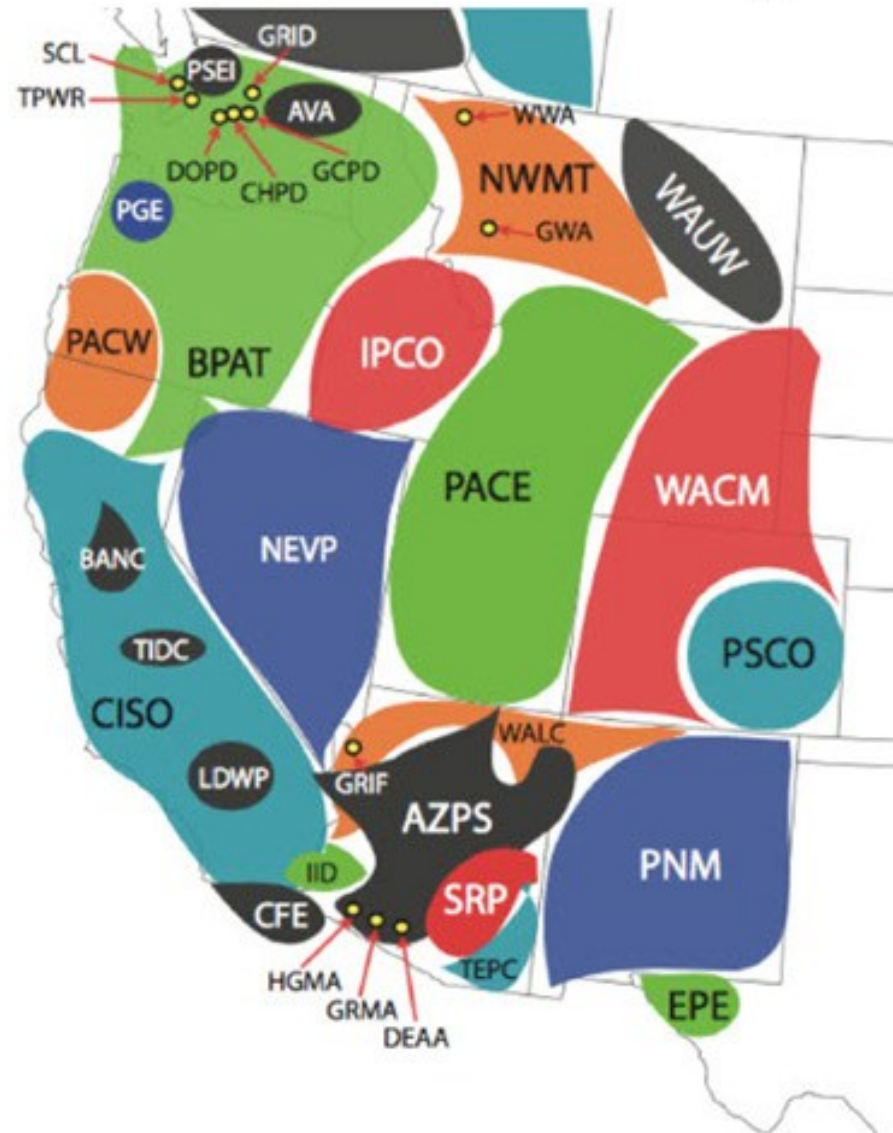 GRID
SCL
PSEI
TPWR
AVA
WWA
DOPD
GCPD
CHPD
NWMT
PGE
GWA
WAUW
PACW
BPAT
IPCO
PACE
WACM
BANC
NEVP
TIDC
PSCO
CISO
WALC
LDWP
GRIF
AZPS
IID
PNM
SRP
CFE
TEPC
HGMA
GRMA
EPE
DEAA